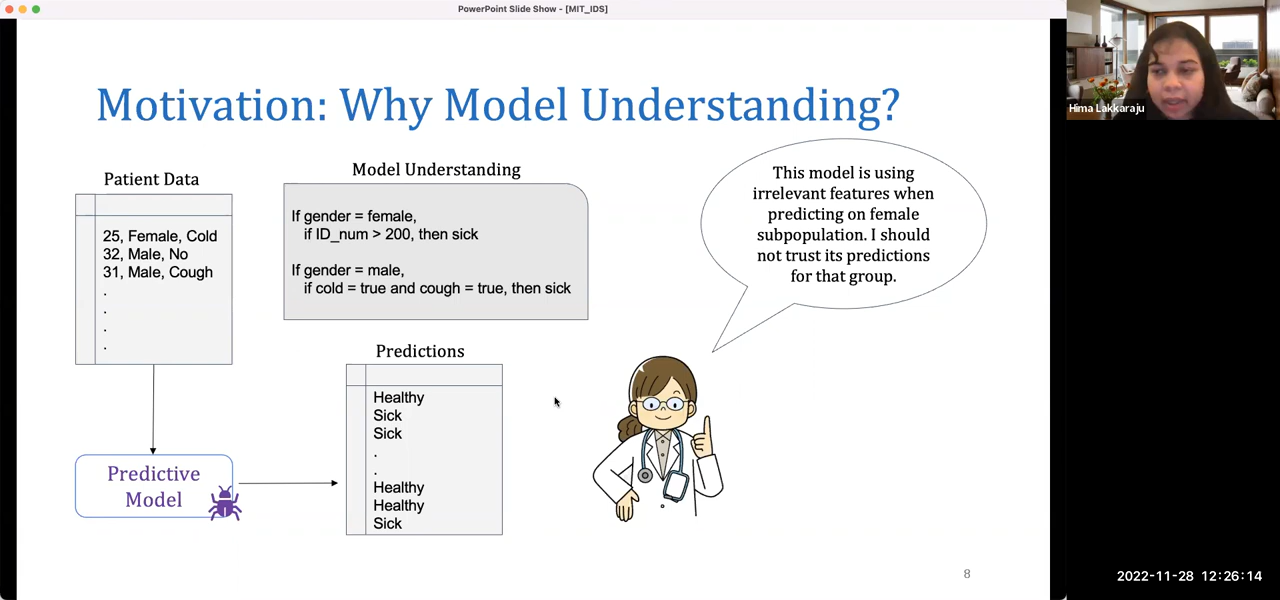 PowerPoint Slide Show - [MIT_IDS]
Motivation: Why Model Understanding?
Patient Data
25, Female, Cold
32, Male, No
31, Male, Cough
.
.
.
.
Model Understanding
If gender = female,
if ID_num > 200, then sick
If gender = male,
if cold = true and cough = true, then sick
This model is using
irrelevant features when
predicting on female
subpopulation. I should
not trust its predictions
for that group.
Predictions
Healthy
Sick
Sick
.
.
Healthy
Healthy
Sick
Predictive
Model
8
Hima Lakkaraju
2022-11-28 12:26:14